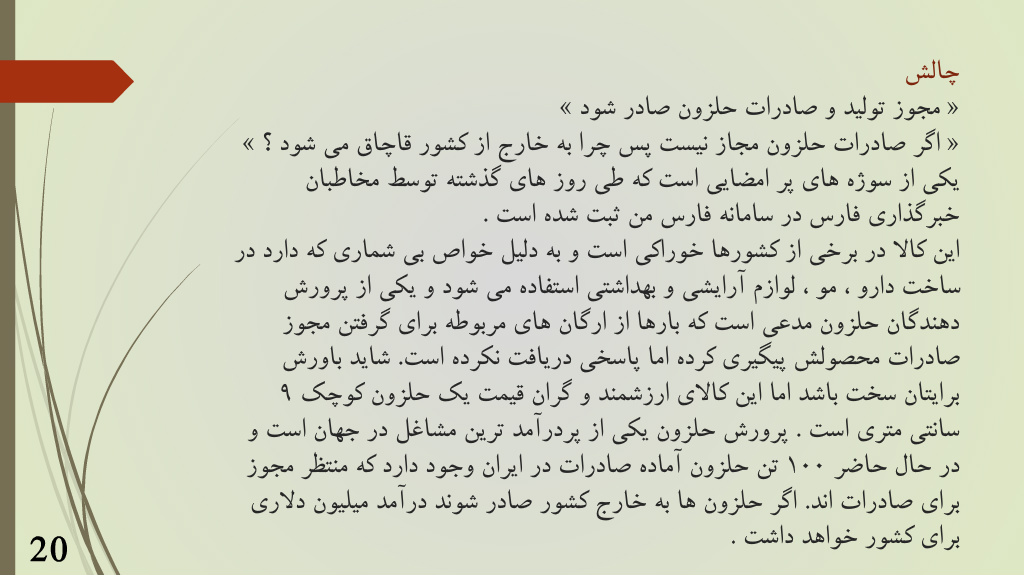 چالش
« مجوز تولید و صادرات حلزون صادر شود »
« اگر صادرات حلزون مجاز نیست پس چرا به خارج از کشور قاچاق می شود ؟ »
یکی از سوژه های پر امضایی است که طی روز های گذشته توسط مخاطبان
خبرگذاری فارس در سامانه فارس من ثبت شده است .
این کالا در برخی از کشورها خوراکی است و به دلیل خواص بی شماری که دارد در
ساخت دارو ، مو ، لوازم آرایشی و بهداشتی استفاده می شود و یکی از پرورش
دهندگان حلزون مدعی است که بارها از ارگان های مربوطه برای گرفتن مجوز
صادرات محصولش پیگیری کرده اما پاسخی دریافت نکرده است. شاید باورش
برایتان سخت باشد اما این کالای ارزشمند و گران قیمت یک حلزون کوچک ۹
سانتی متری است . پرورش حلزون یکی از پردرآمد ترین مشاغل در جهان است و
در حال حاضر ۱۰۰ تن حلزون آماده صادرات در ایران وجود دارد که منتظر مجوز
برای صادرات اند. اگر حلزون ها به خارج کشور صادر شوند درآمد میلیون دلاری
برای کشور خواهد داشت .
20